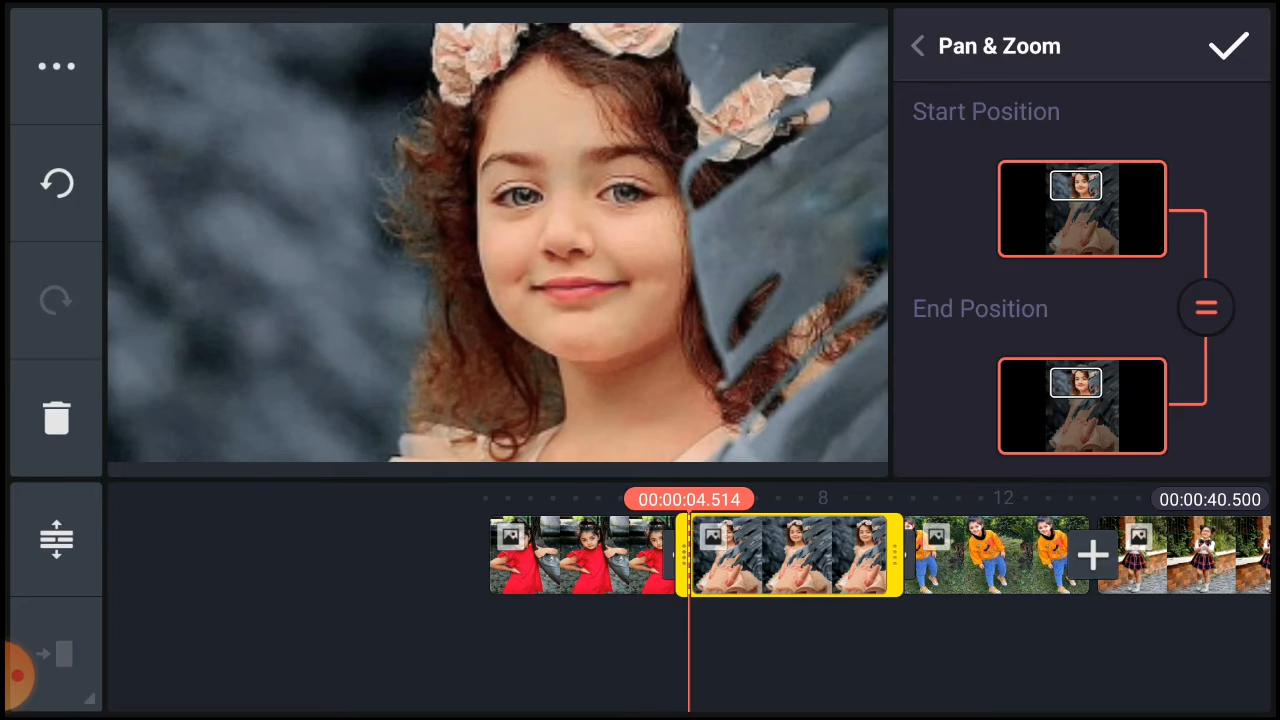 Pan & Zoom
Start Position
End Position
00:00:04.514
8
12
00:00:40.500